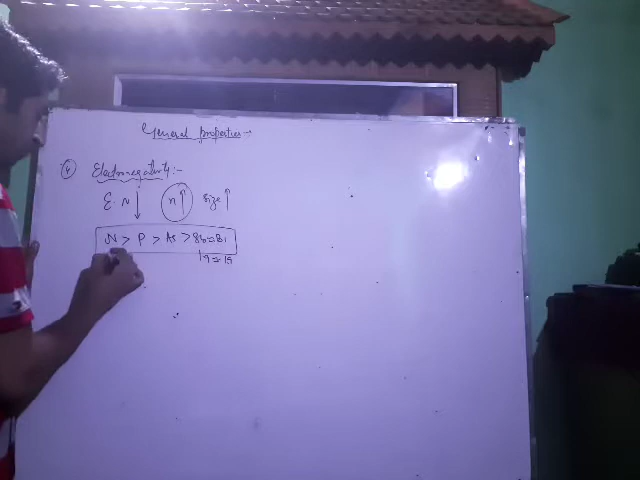 General properties:-
④ Electronegativity:-
E.N ↓ n ↑ size ↑
N > P > As > Sb = Bi
1.9 = 1.9